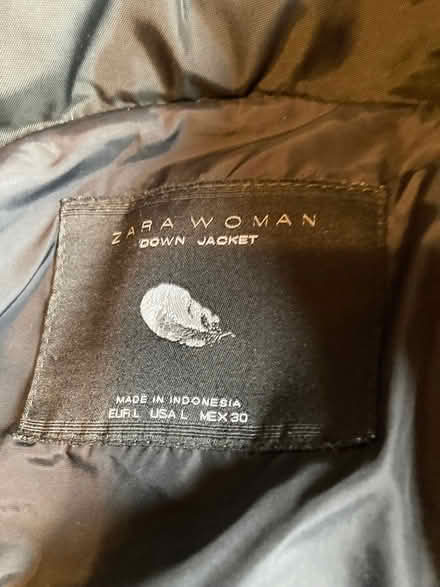 ZARA WOMAN
DOWN JACKET
MADE IN INDONESIA
EUR L USA L MEX 30